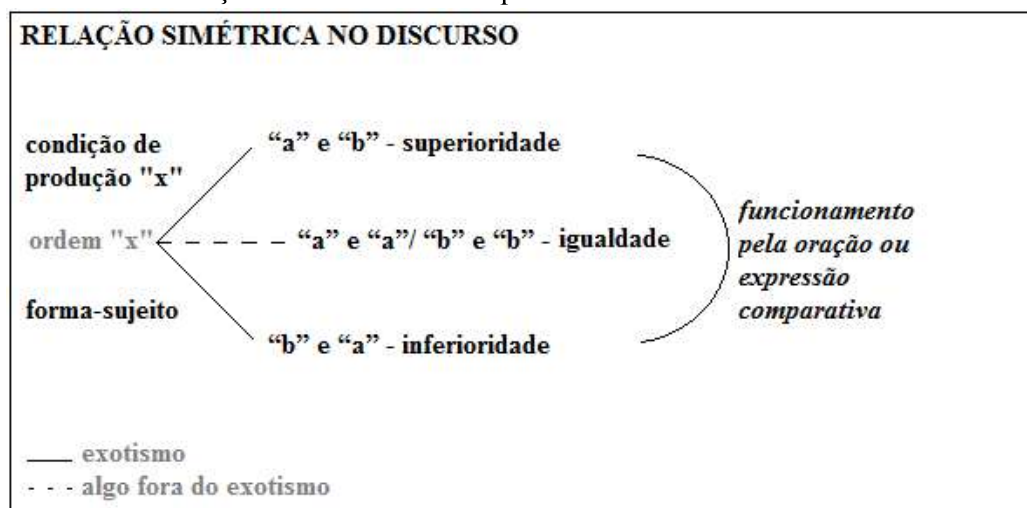 RELAÇÃO SIMÉTRICA NO DISCURSO
condição de
produção "x"
ordem "x"
forma-sujeito
“a” e “b” - superioridade
“a” e “a”/ “b” e “b” - igualdade
“b” e “a” - inferioridade
funcionamento
pela oração ou
expressão
comparativa
exotismo
algo fora do exotismo